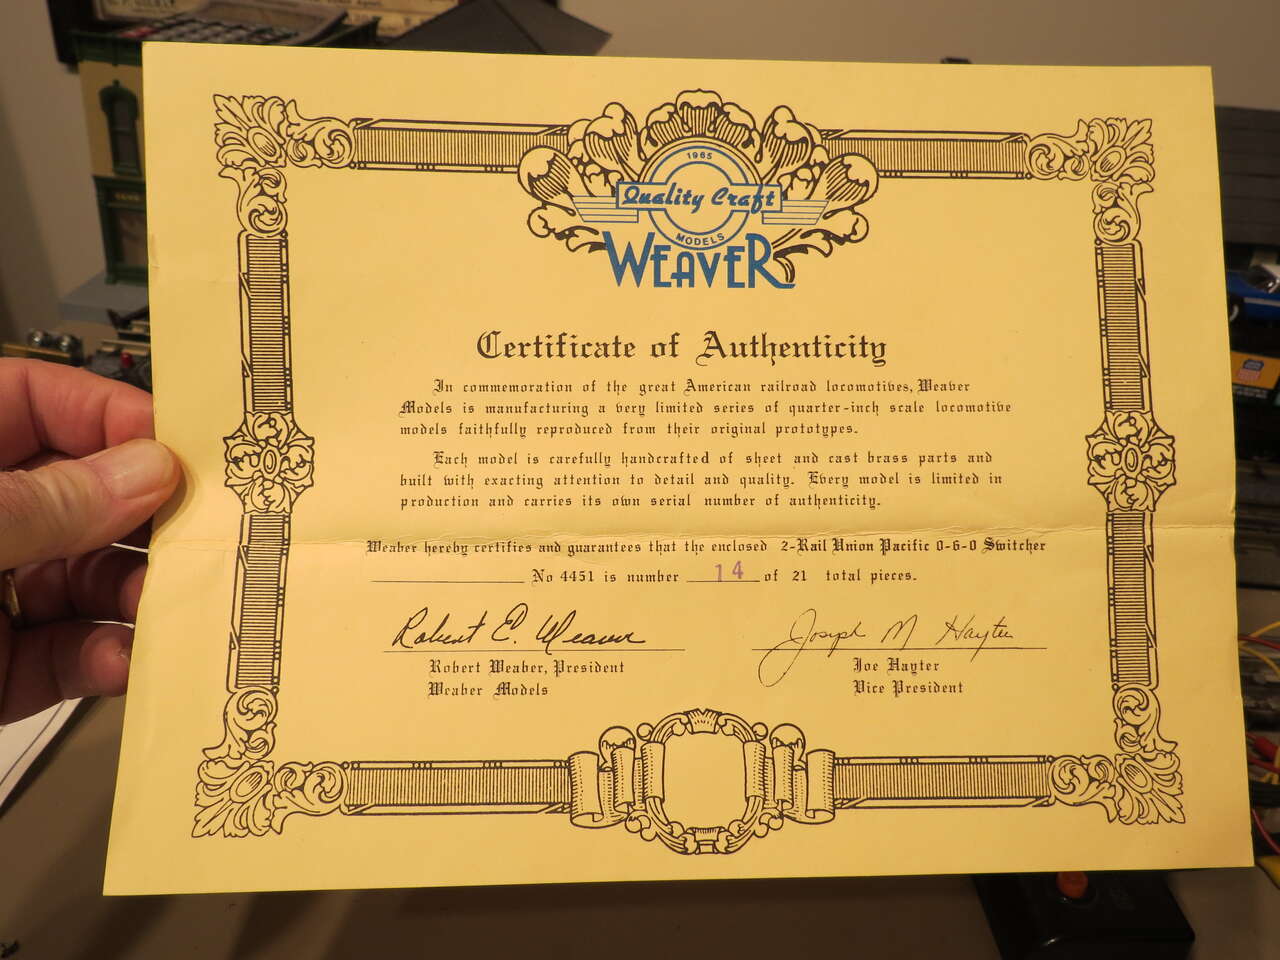 1965
Quality Craft
MODELS
WEAVER
Certificate of Authenticity
In commemoration of the great American railroad locomotives, Weaver
Models is manufacturing a very limited series of quarter-inch scale locomotive
models faithfully reproduced from their original prototypes.
Each model is carefully handcrafted of sheet and cast brass parts and
built with exacting attention to detail and quality. Every model is limited in
production and carries its own serial number of authenticity.
Weaver hereby certifies and guarantees that the enclosed 2-Rail Union Pacific 0-6-0 Switcher
No 4451 is number 14 of 21 total pieces.
Robert E. Weaver
Joseph M Hayter
Robert Weaver, President
Joe Hayter
Weaver Models
Vice President